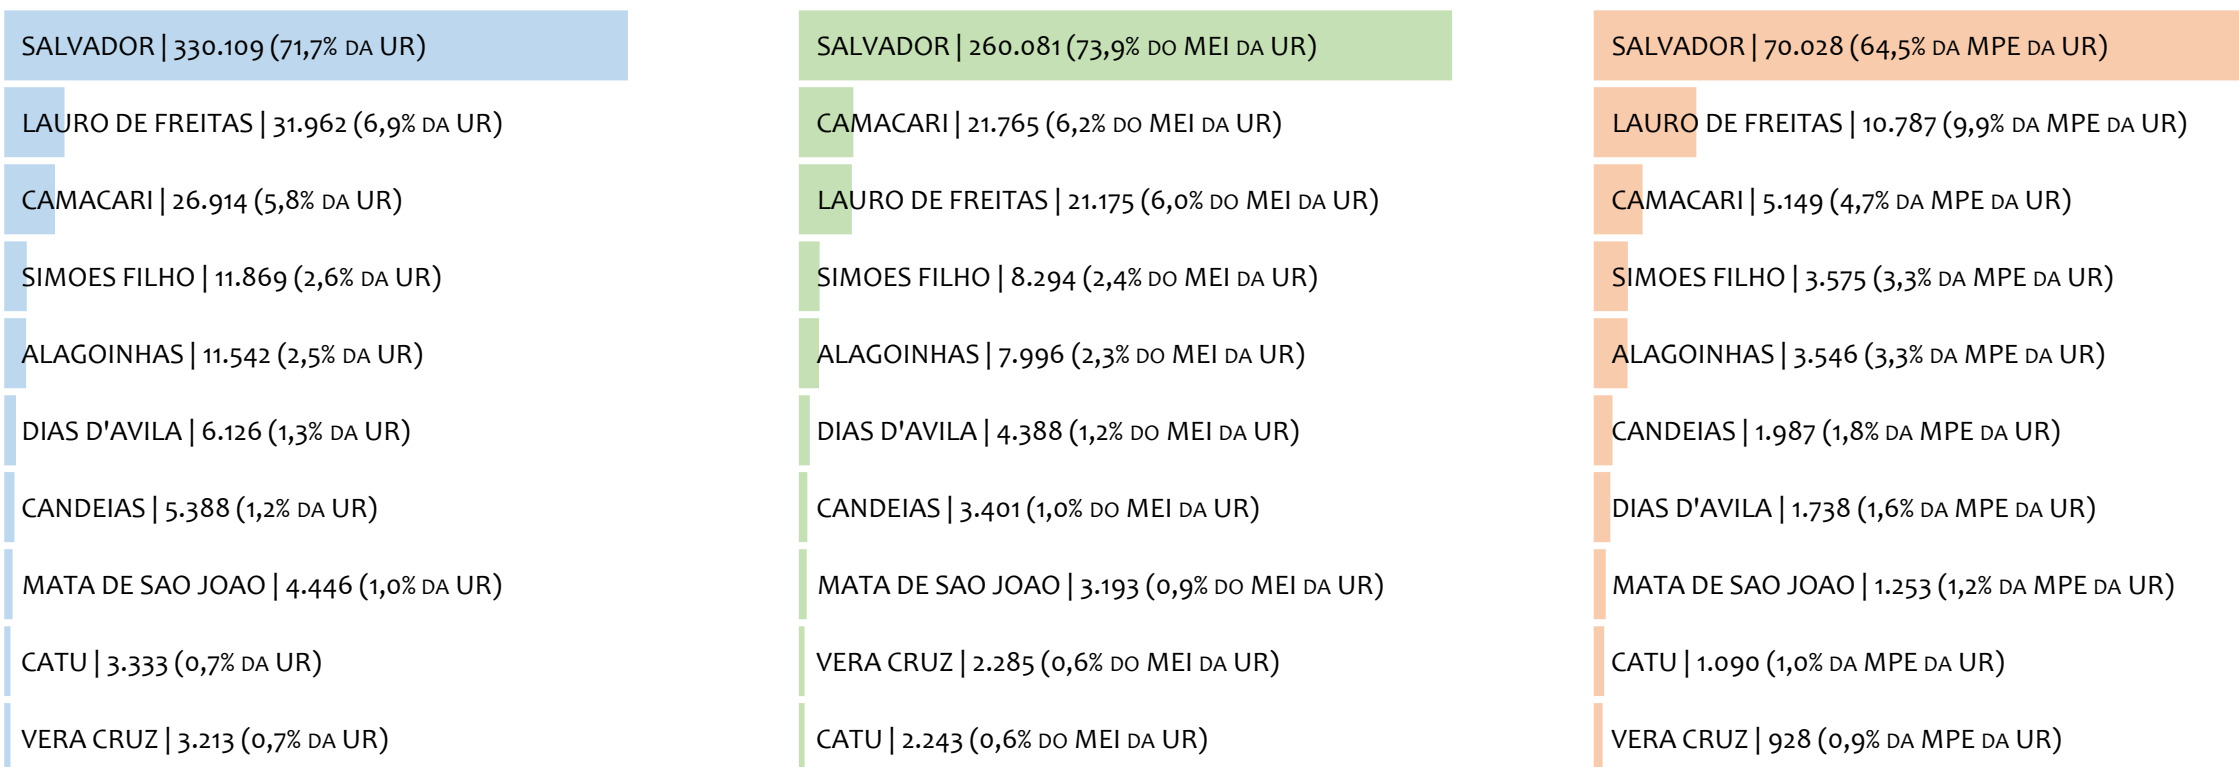 SALVADOR | 330.109 (71,7% DA UR)
LAURO DE FREITAS | 31.962 (6,9% DA UR)
CAMACARI | 26.914 (5,8% DA UR)
SIMOES FILHO | 11.869 (2,6% DA UR)
ALAGOINHAS | 11.542 (2,5% DA UR)
DIAS D'AVILA | 6.126 (1,3% DA UR)
CANDEIAS | 5.388 (1,2% DA UR)
MATA DE SAO JOAO | 4.446 (1,0% DA UR)
CATU | 3.333 (0,7% DA UR)
VERA CRUZ | 3.213 (0,7% DA UR)
SALVADOR | 260.081 (73,9% DO MEI DA UR)
CAMACARI | 21.765 (6,2% DO MEI DA UR)
LAURO DE FREITAS | 21.175 (6,0% DO MEI DA UR)
SIMOES FILHO | 8.294 (2,4% DO MEI DA UR)
ALAGOINHAS | 7.996 (2,3% DO MEI DA UR)
DIAS D'AVILA | 4.388 (1,2% DO MEI DA UR)
CANDEIAS | 3.401 (1,0% DO MEI DA UR)
MATA DE SAO JOAO | 3.193 (0,9% DO MEI DA UR)
VERA CRUZ | 2.285 (0,6% DO MEI DA UR)
CATU | 2.243 (0,6% DO MEI DA UR)
SALVADOR | 70.028 (64,5% DA MPE DA UR)
LAURO DE FREITAS | 10.787 (9,9% DA MPE DA UR)
CAMACARI | 5.149 (4,7% DA MPE DA UR)
SIMOES FILHO | 3.575 (3,3% DA MPE DA UR)
ALAGOINHAS | 3.546 (3,3% DA MPE DA UR)
CANDEIAS | 1.987 (1,8% DA MPE DA UR)
DIAS D'AVILA | 1.738 (1,6% DA MPE DA UR)
MATA DE SAO JOAO | 1.253 (1,2% DA MPE DA UR)
CATU | 1.090 (1,0% DA MPE DA UR)
VERA CRUZ | 928 (0,9% DA MPE DA UR)